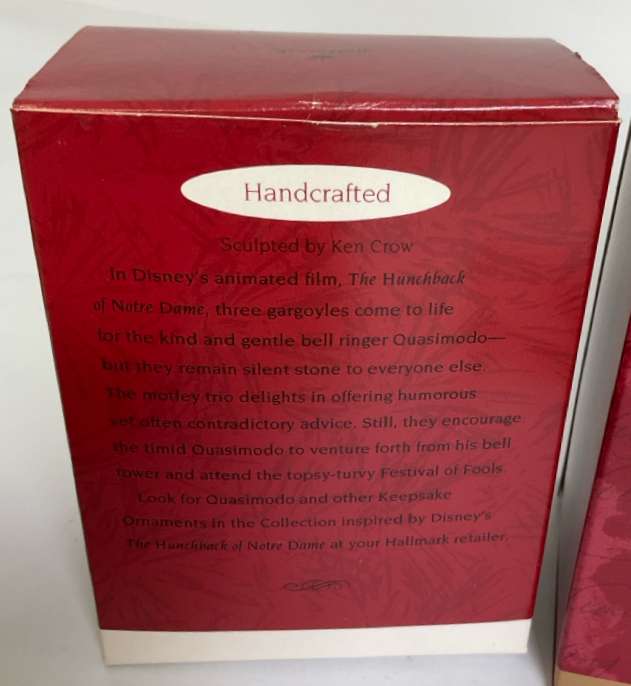 Handcrafted
Sculpted by Ken Crow
In Disney's animated film, The Hunchback
of Notre Dame, three gargoyles come to life
for the kind and gentle bell ringer Quasimodo—
but they remain silent stone to everyone else.
The motley trio delights in offering humorous
yet often contradictory advice. Still, they encourage
the timid Quasimodo to venture forth from his bell
tower and attend the topsy-turvy Festival of Fools.
Look for Quasimodo and other Keepsake
Ornaments in the Collection inspired by Disney's
The Hunchback of Notre Dame at your Hallmark retailer.